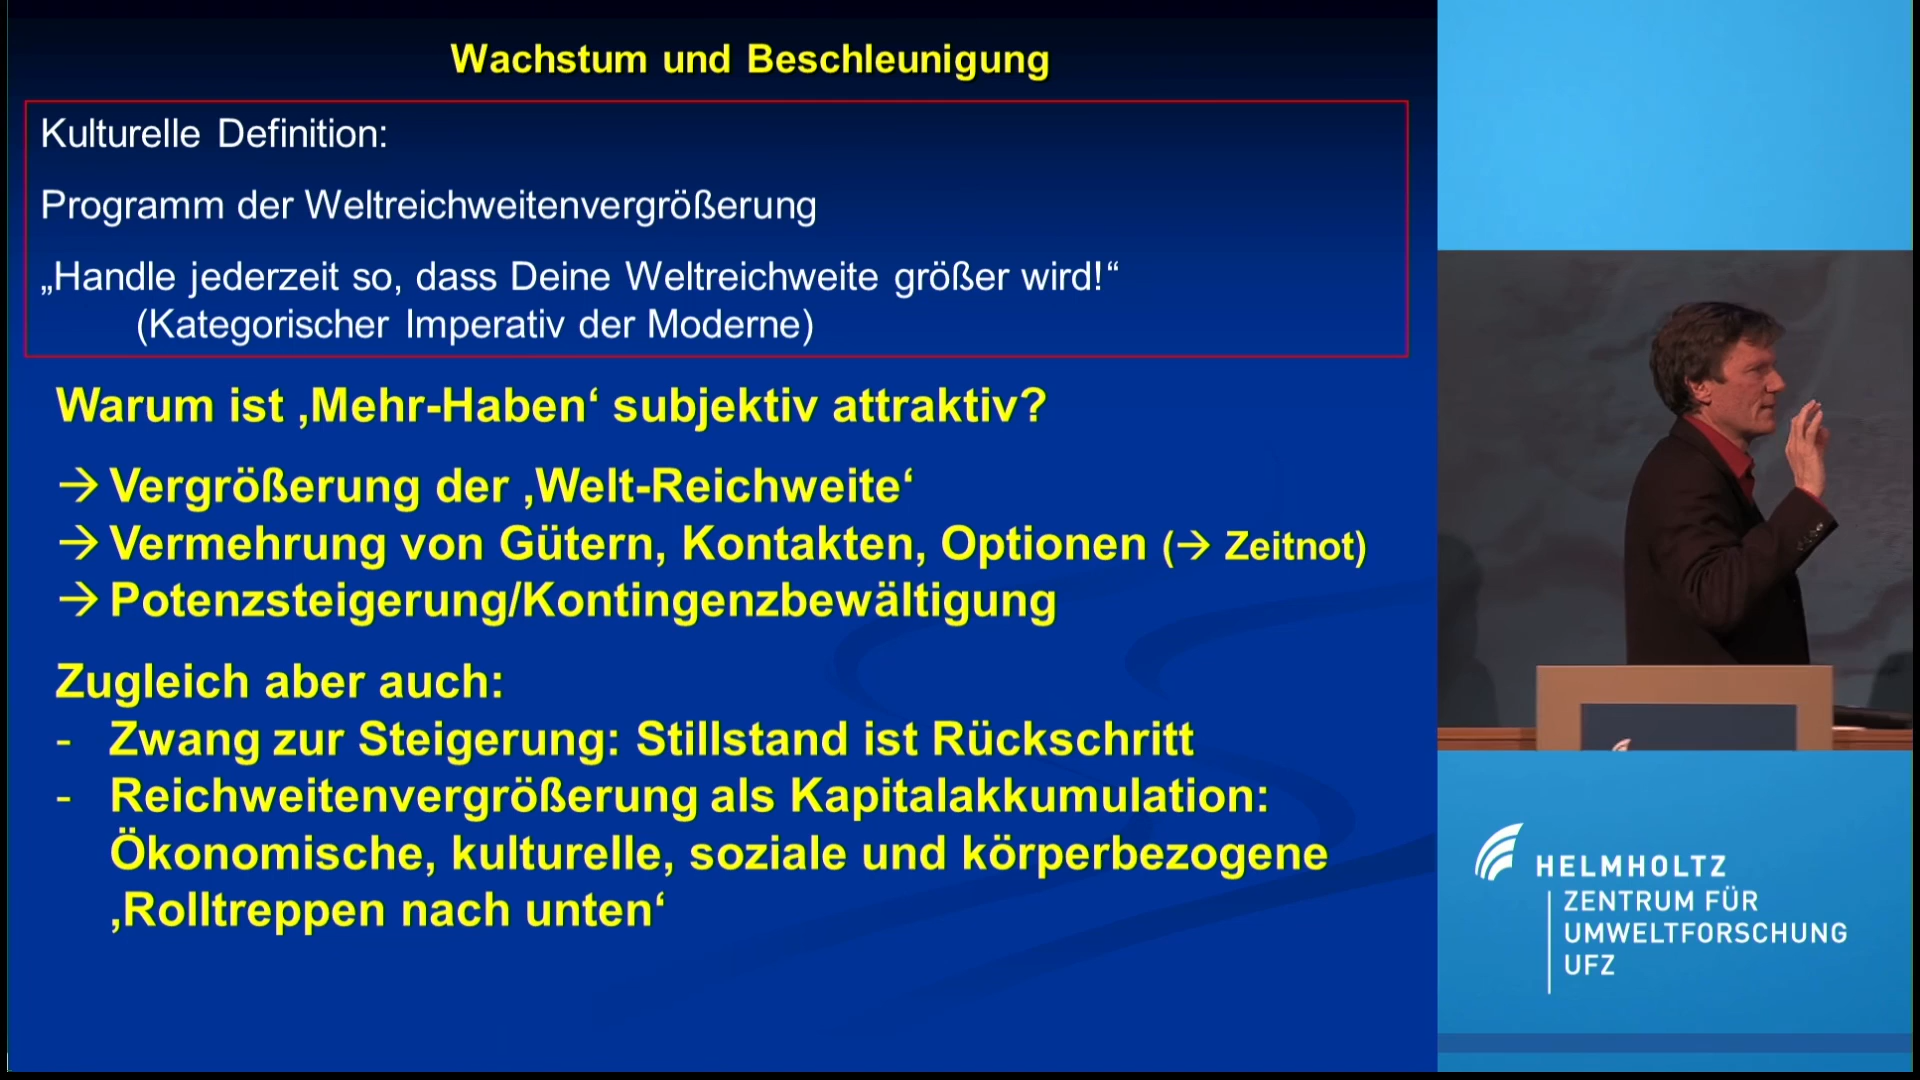 Wachstum und Beschleunigung
Kulturelle Definition:
Programm der Weltreichweitenvergrößerung
„Handle jederzeit so, dass Deine Weltreichweite größer wird!“
(Kategorischer Imperativ der Moderne)
Warum ist ‚Mehr-Haben‘ subjektiv attraktiv?
→ Vergrößerung der ‚Welt-Reichweite‘
→ Vermehrung von Gütern, Kontakten, Optionen (→ Zeitnot)
→ Potenzsteigerung/Kontingenzbewältigung
Zugleich aber auch:
- Zwang zur Steigerung: Stillstand ist Rückschritt
- Reichweitenvergrößerung als Kapitalakkumulation:
Ökonomische, kulturelle, soziale und körperbezogene
‚Rolltreppen nach unten‘
HELMHOLTZ
ZENTRUM FÜR
UMWELTFORSCHUNG
UFZ